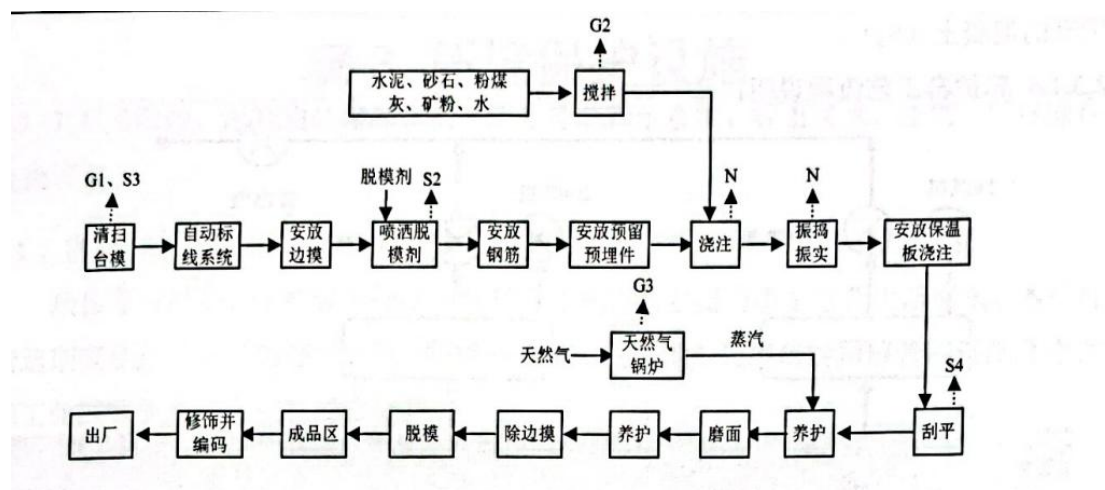 G2
水泥、砂石、粉煤
灰、矿粉、水
搅拌
G1、S3
脱模剂
S2
N
N
清扫
台模
自动标
线系统
安放
边摸
喷洒脱
模剂
安放
钢筋
安放预留
预埋件
浇注
振捣
振实
安放保温
板浇注
G3
天然气
天然气
锅炉
蒸汽
S4
出厂
修饰并
编码
成品区
脱模
除边摸
养护
磨面
养护
刮平